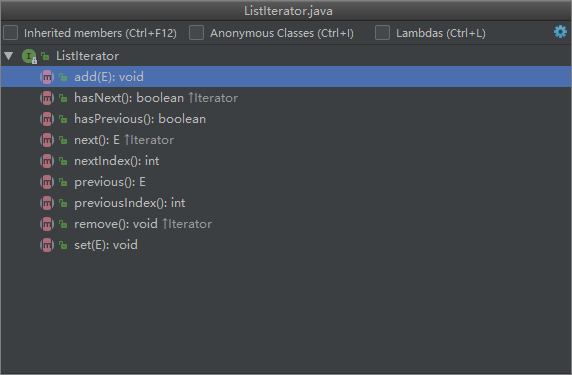 ListIterator.java
Inherited members (Ctrl+F12) Anonymous Classes (Ctrl+I) Lambdas (Ctrl+L)
I ListIterator
m add(E): void
m hasNext(): boolean ↑Iterator
m hasPrevious(): boolean
m next(): E ↑Iterator
m nextIndex(): int
m previous(): E
m previousIndex(): int
m remove(): void ↑Iterator
m set(E): void